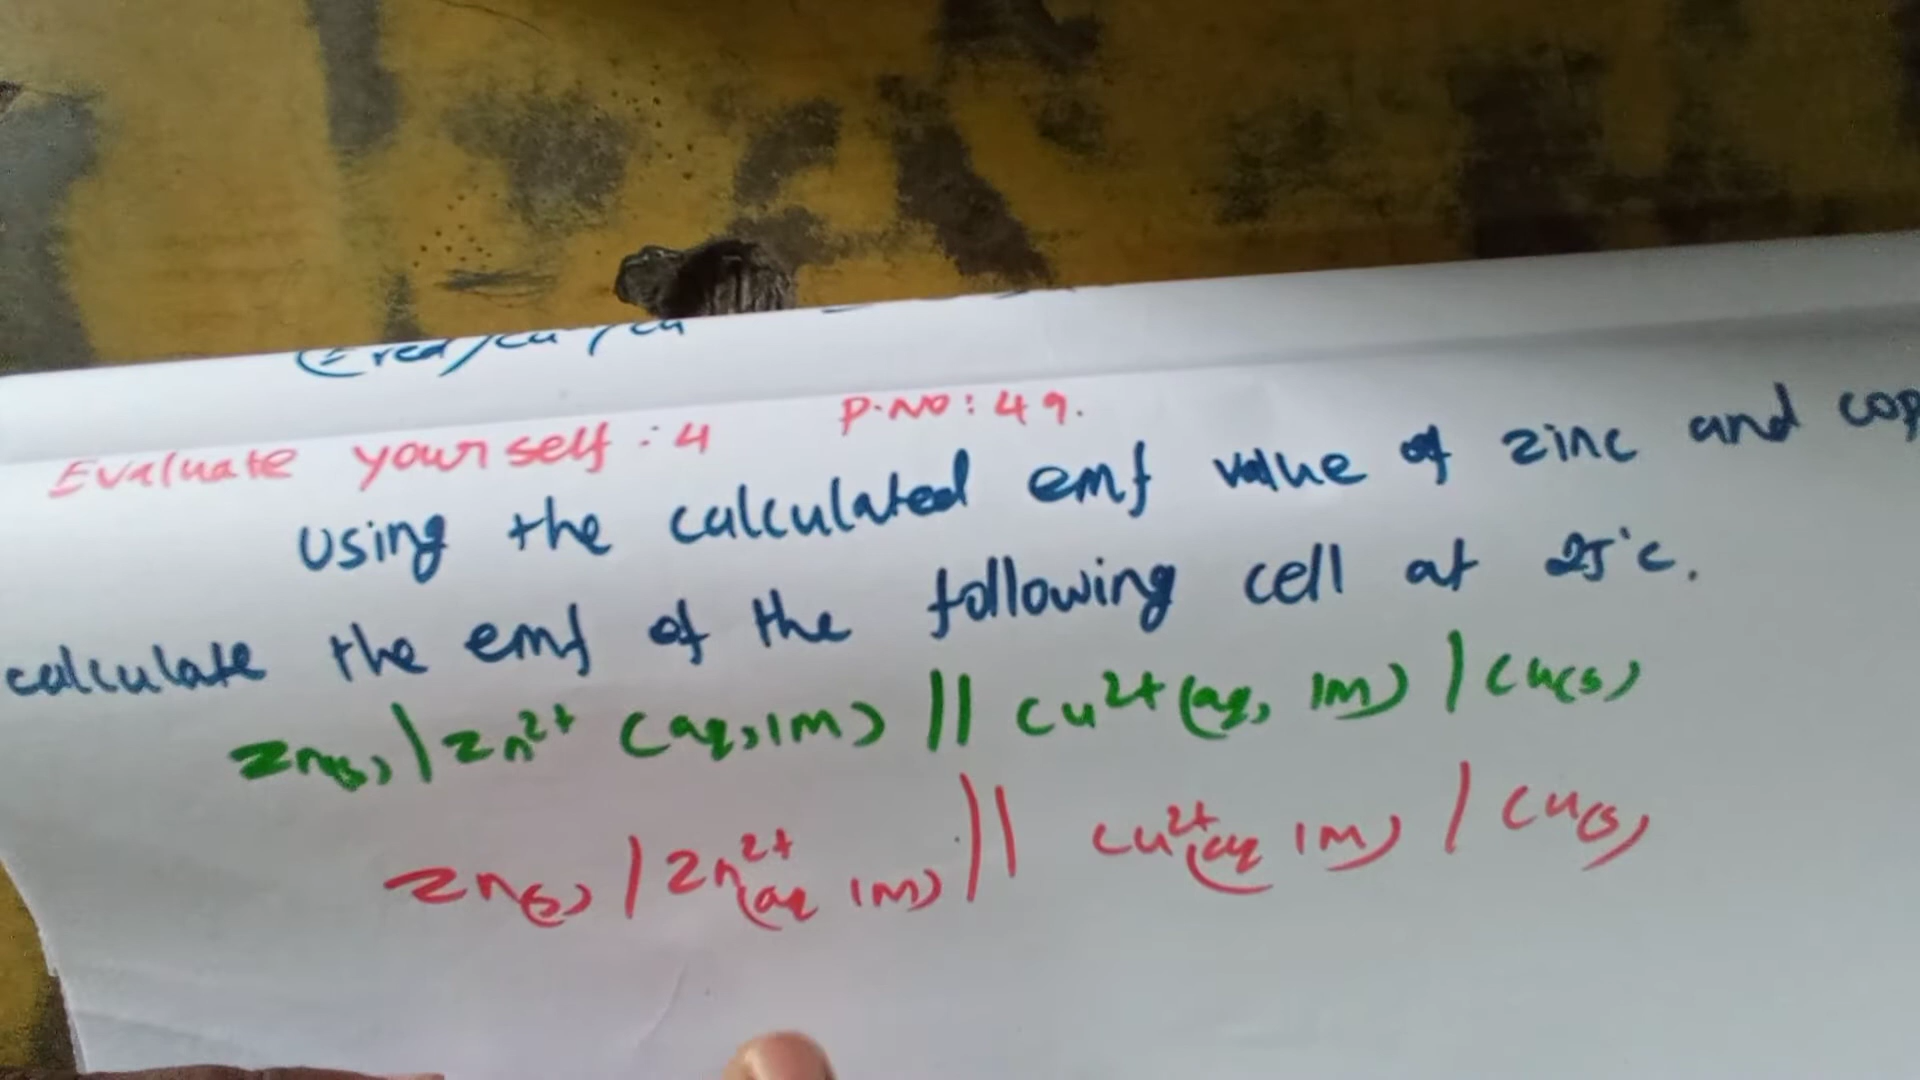 Evaluate yourself : 4 P.NO: 49.
Using the calculated emf value of zinc and cop
calculate the emf of the following cell at 25°c.
Zn(s) | Zn²⁺ (aq, 1M) || Cu²⁺ (aq, 1M) | Cu(s)
Zn(s) | Zn²⁺(aq 1M) || Cu²⁺(aq 1M) | Cu(s)